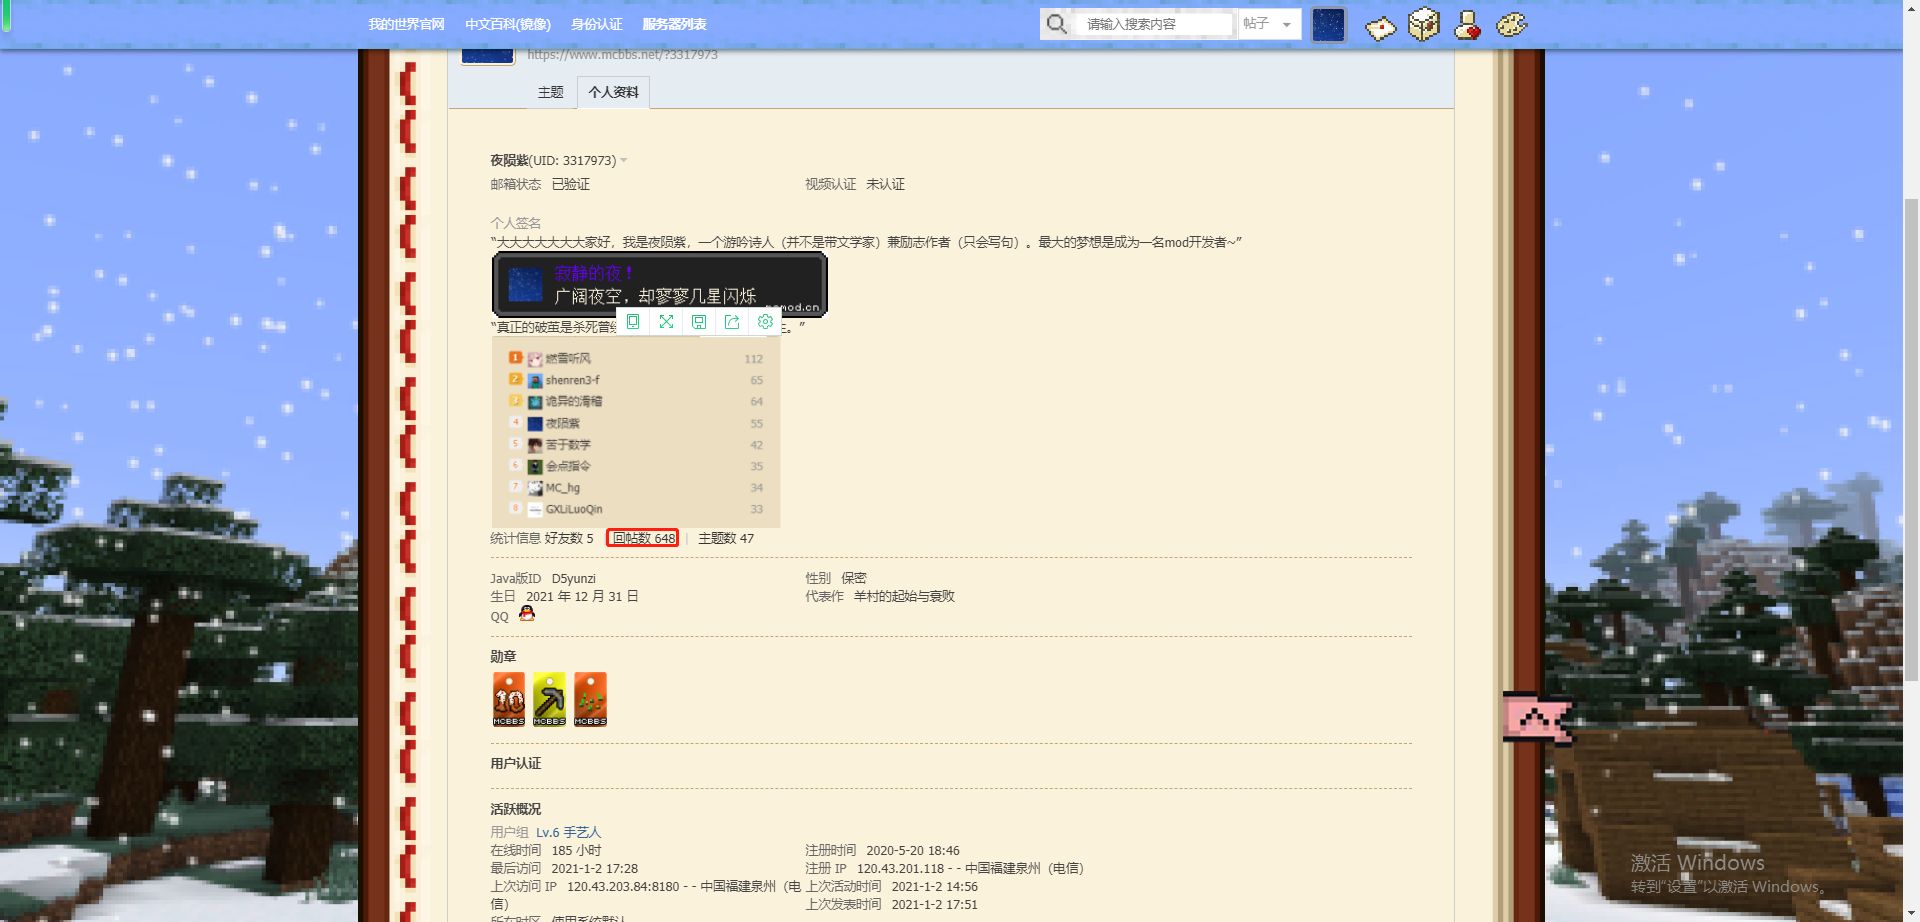 我的世界官网 中文百科(镜像) 身份认证 服务器列表 请输入搜索内容 帖子
https://www.mcbbs.net/?3317973
主题 个人资料
夜陨紫(UID: 3317973)
邮箱状态 已验证 视频认证 未认证
个人签名
“大大大大大大大家好，我是夜陨紫，一个游吟诗人（并不是带文学家）兼励志作者（只会写句）。最大的梦想是成为一名mod开发者~”
寂静的夜！
广阔夜空，却寥寥几星闪烁
mcmod.cn
“真正的破茧是杀死曾 。”
1 燃雪听风 112
2 shenren3-f 65
3 诡异的滑稽 64
4 夜陨紫 55
5 苦于数学 42
6 会点指令 35
7 MC_hg 34
8 GXLiLuoQin 33
统计信息 好友数 5 回帖数 648 | 主题数 47
Java版ID D5yunzi 性别 保密
生日 2021 年 12 月 31 日 代表作 羊村的起始与衰败
QQ
勋章
10 MCBBS MCBBS MCBBS
用户认证
活跃概况
用户组 Lv.6 手艺人
在线时间 185 小时 注册时间 2020-5-20 18:46
最后访问 2021-1-2 17:28 注册 IP 120.43.201.118 - - 中国福建泉州（电信）
上次访问 IP 120.43.203.84:8180 - - 中国福建泉州（电信） 上次活动时间 2021-1-2 14:56
上次发表时间 2021-1-2 17:51
所在时区 使用系统默认
激活 Windows
转到“设置”以激活 Windows。